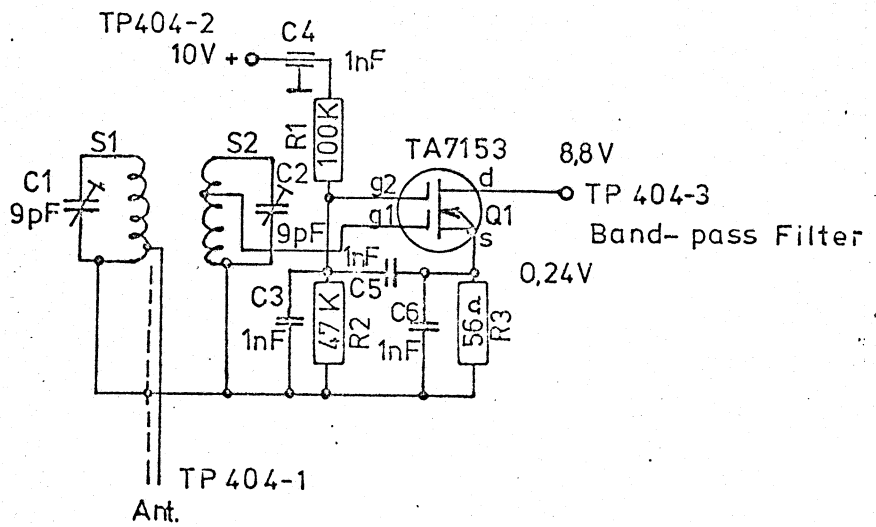 TP404-2
C4
10V +
1nF
S1
S2
R1
100K
TA7153
8,8V
C1
C2
g2
d
TP 404-3
9pF
g1
Q1
9pF
s
Band-pass Filter
1nF
C5
0,24V
C3
1nF
47K
R2
C6
1nF
56Ω
R3
TP 404-1
Ant.